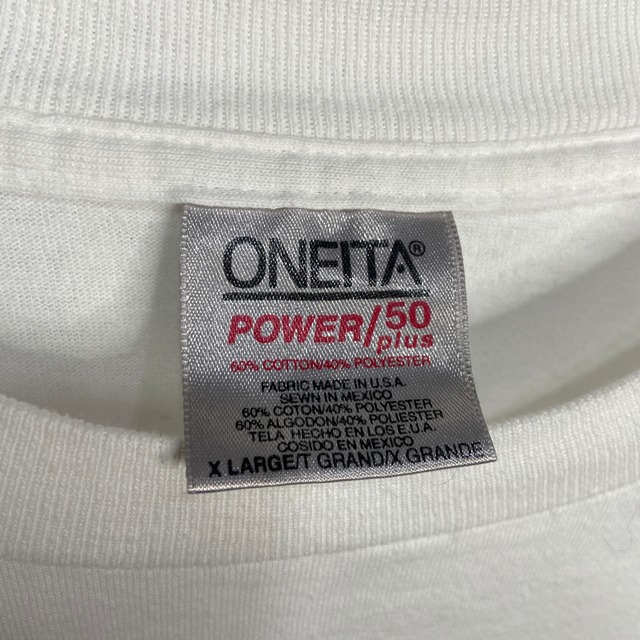 ONEITA®
POWER/50
plus
60% COTTON/40% POLYESTER
FABRIC MADE IN U.S.A.
SEWN IN MEXICO
60% COTON/40% POLYESTER
60% ALGODON/40% POLIESTER
TELA HECHO EN LOS E.U.A.
COSIDO EN MEXICO
X LARGE/T GRAND/X GRANDE